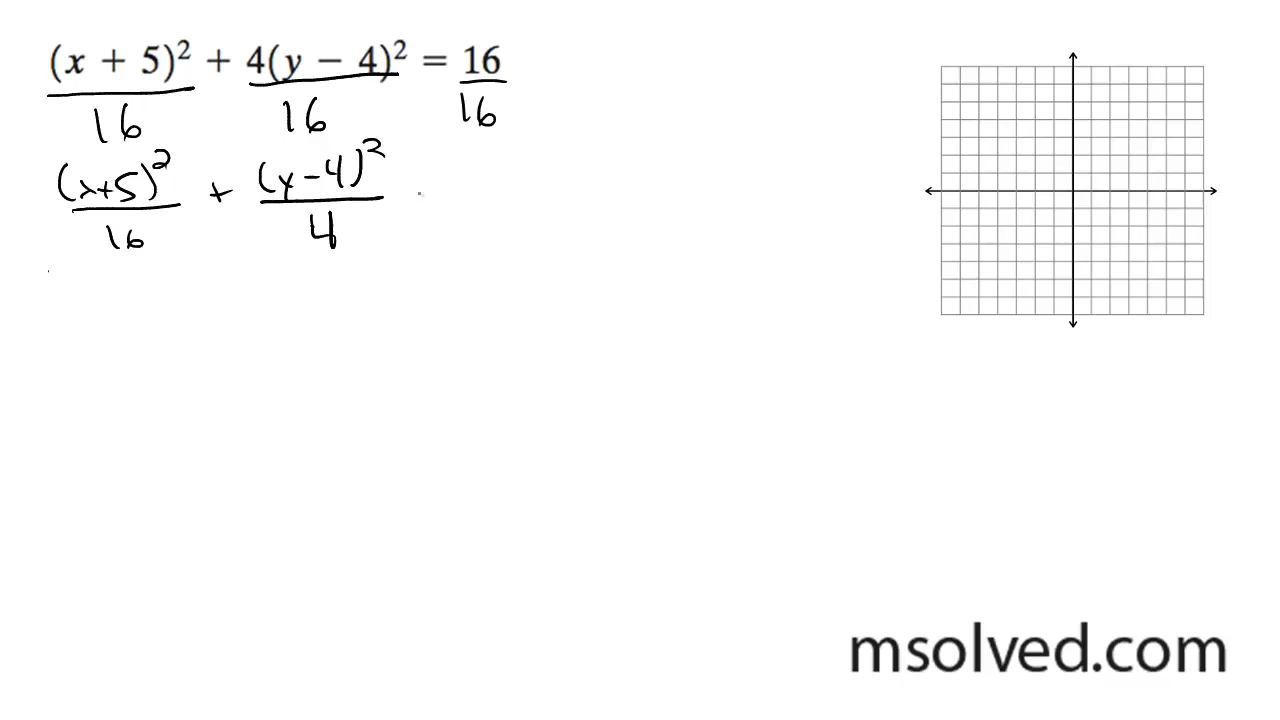 (x + 5)² + 4(y − 4)² = 16
16 16 16
(x+5)² + (y-4)²
16 4
msolved.com